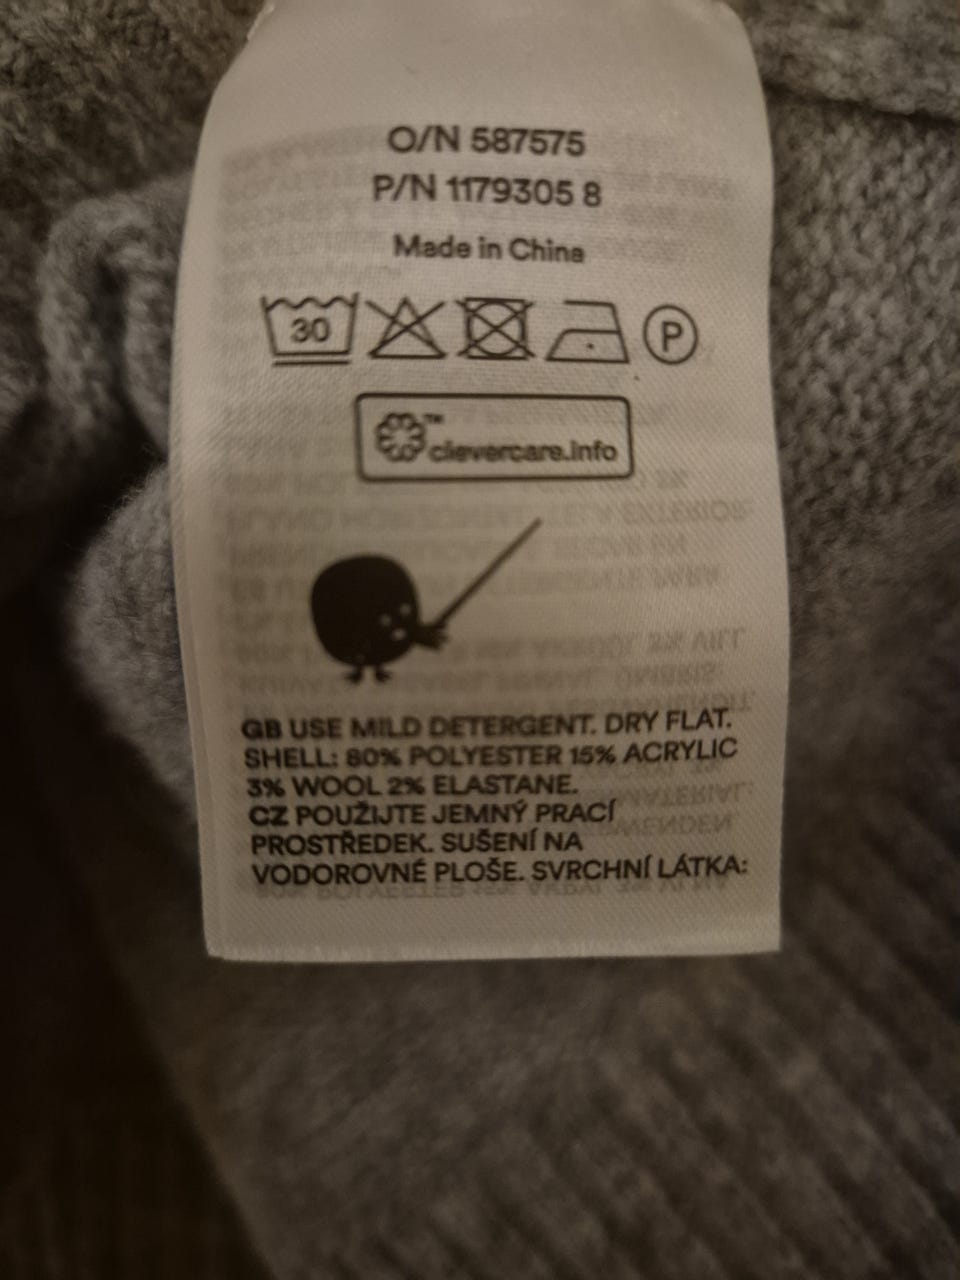 O/N 587575
P/N 1179305 8
Made in China
30
P
™
clevercare.info
GB USE MILD DETERGENT. DRY FLAT.
SHELL: 80% POLYESTER 15% ACRYLIC
3% WOOL 2% ELASTANE.
CZ POUŽIJTE JEMNÝ PRACÍ
PROSTŘEDEK. SUŠENÍ NA
VODOROVNÉ PLOŠE. SVRCHNÍ LÁTKA: